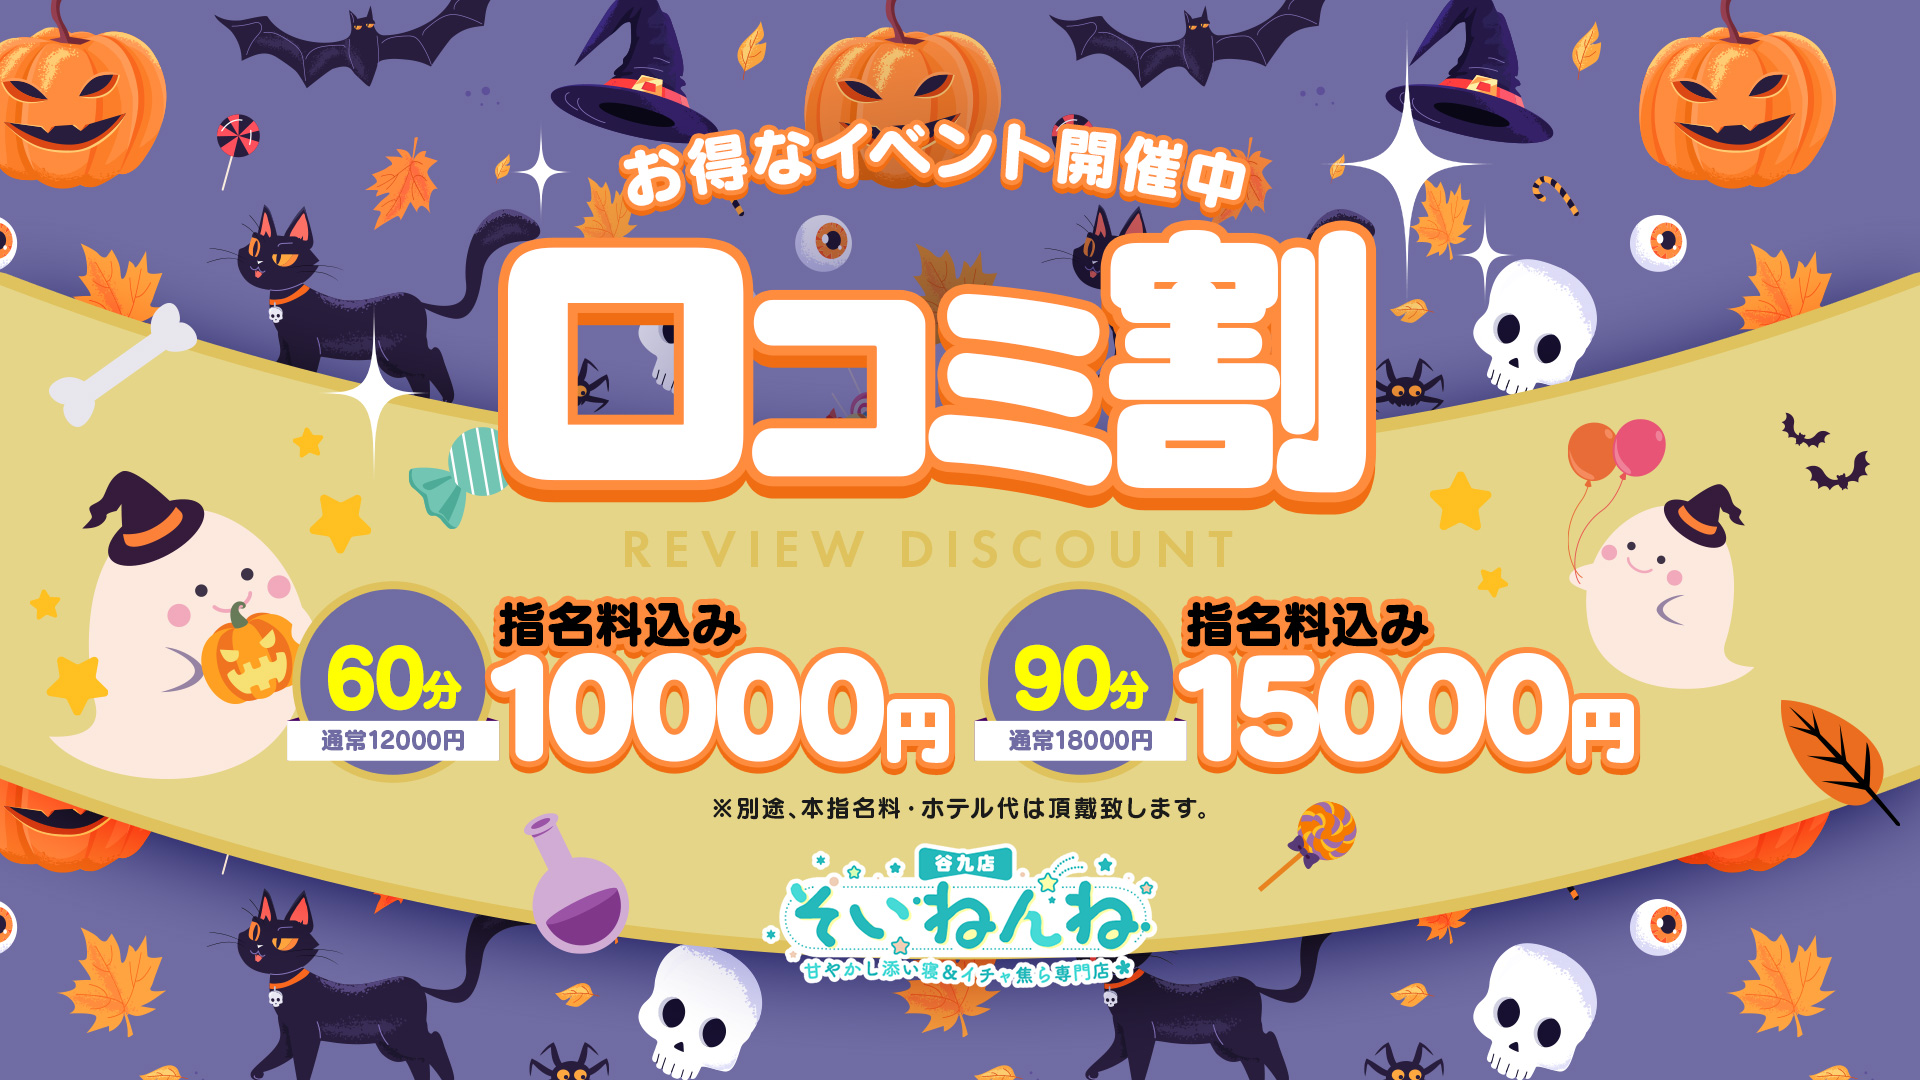 お得なイベント開催中
口コミ割
REVIEW DISCOUNT
60分
通常12000円
指名料込み
10000円
90分
通常18000円
指名料込み
15000円
※別途、本指名料・ホテル代は頂戴致します。
谷九店
そいねんね
甘やかし添い寝&イチャ焦ら専門店